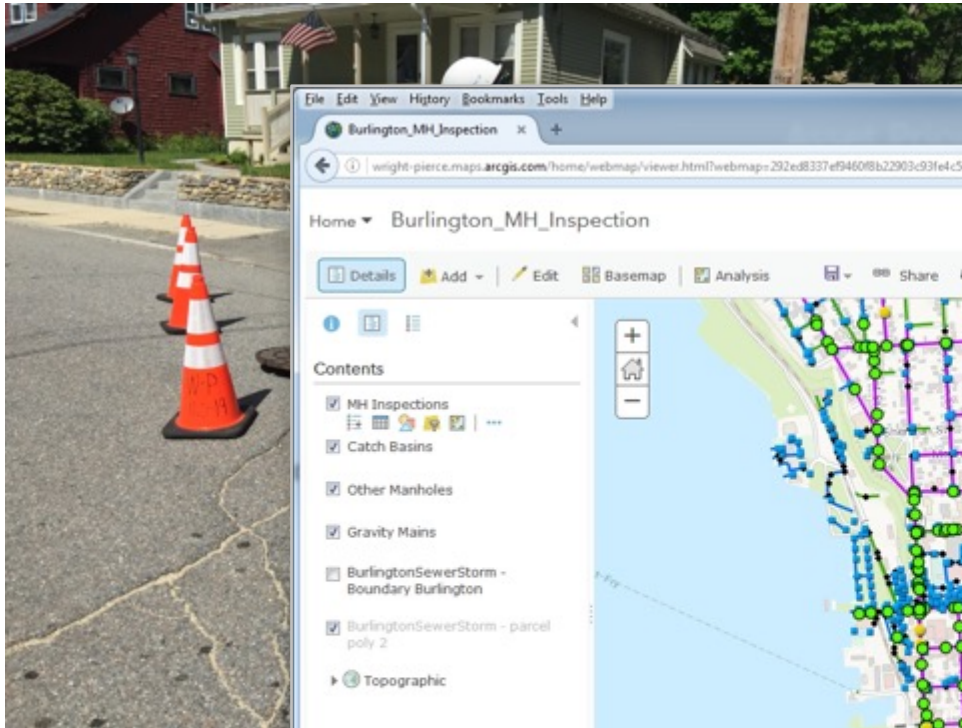 File Edit View History Bookmarks Tools Help
Burlington_MH_Inspection × +
wright-pierce.maps.arcgis.com/home/webmap/viewer.html?webmap=292ed8337ef9460f8b22903c93fe4c5
Home Burlington_MH_Inspection
Details Add Edit Basemap Analysis Share
Contents
MH Inspections
Catch Basins
Other Manholes
Gravity Mains
BurlingtonSewerStorm -
Boundary Burlington
BurlingtonSewerStorm - parcel
poly 2
Topographic